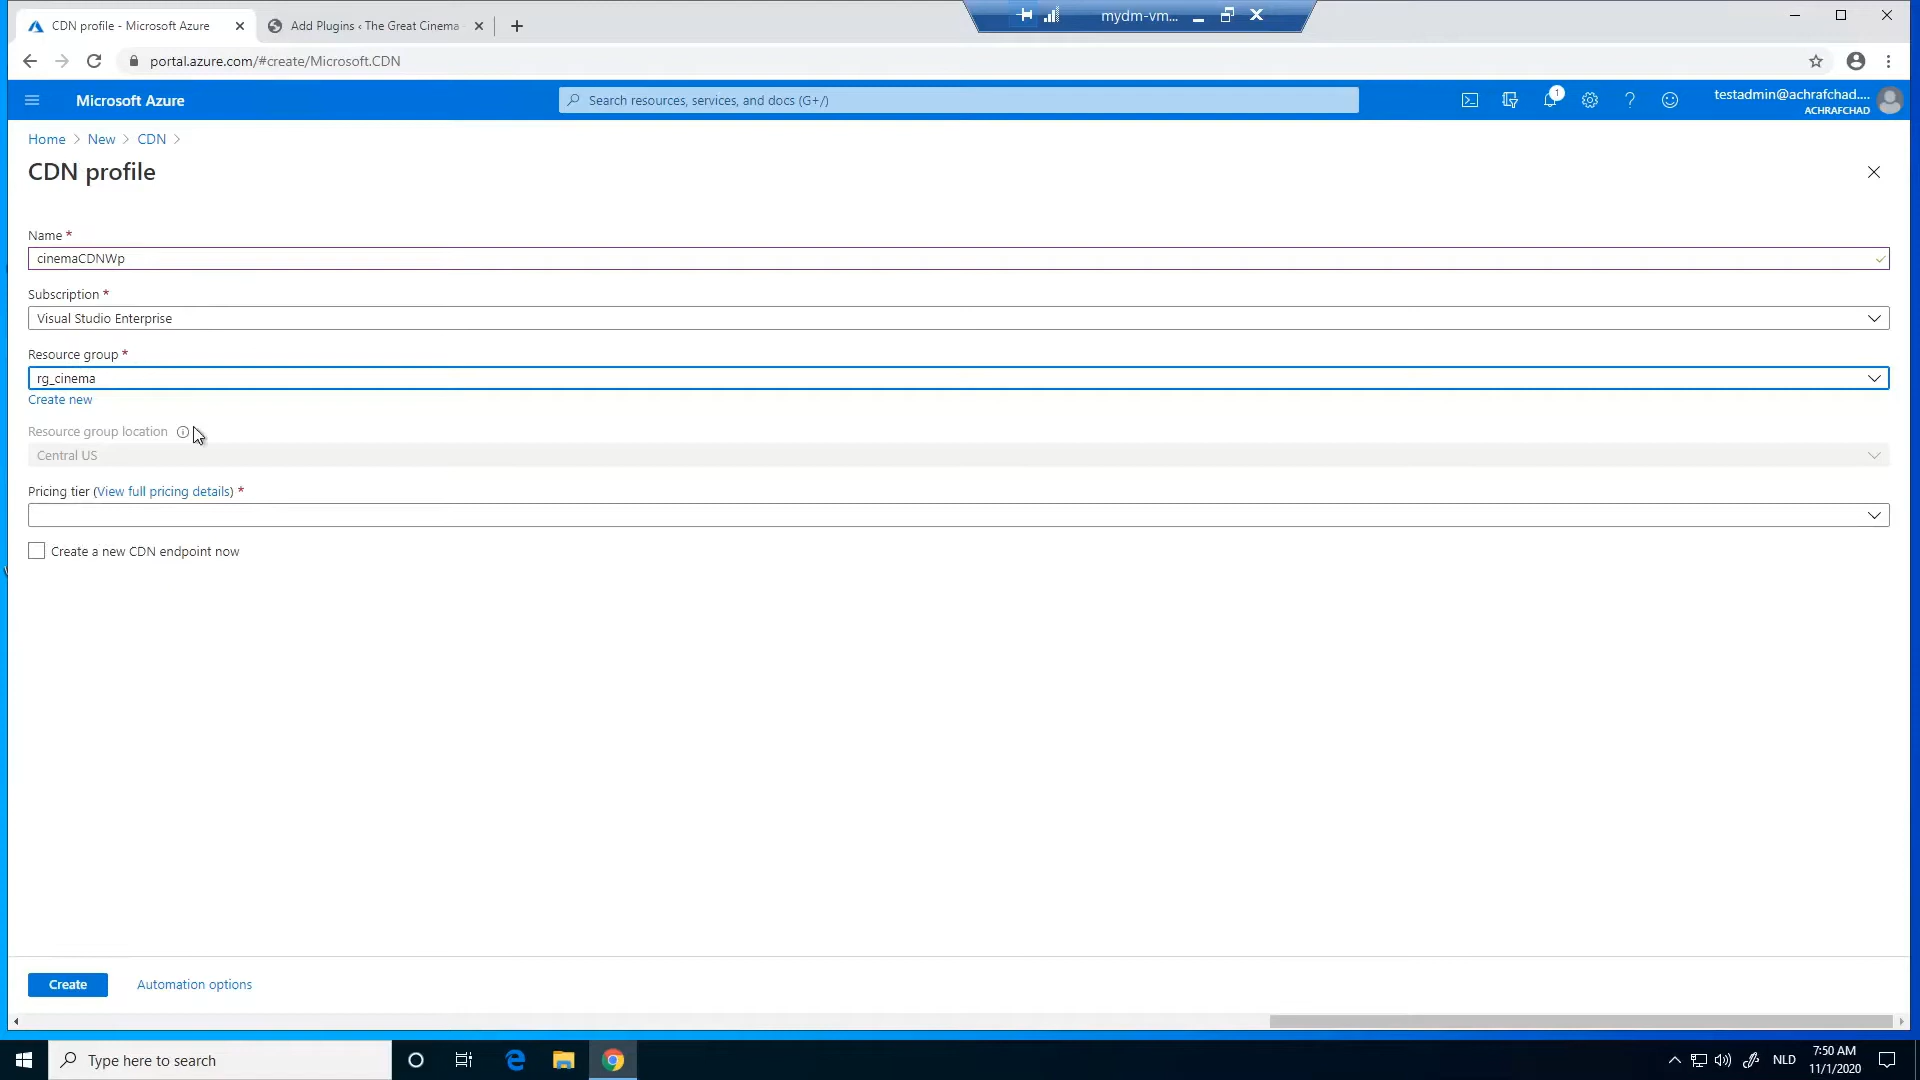 CDN profile - Microsoft Azure
Add Plugins ‹ The Great Cinema
mydm-vm...
portal.azure.com/#create/Microsoft.CDN
Microsoft Azure
Search resources, services, and docs (G+/)
1
testadmin@achrafchad....
ACHRAFCHAD
Home > New > CDN >
CDN profile
Name *
cinemaCDNWp
Subscription *
Visual Studio Enterprise
Resource group *
rg_cinema
Create new
Resource group location
Central US
Pricing tier (View full pricing details) *
Create a new CDN endpoint now
Create
Automation options
Type here to search
NLD
7:50 AM
11/1/2020